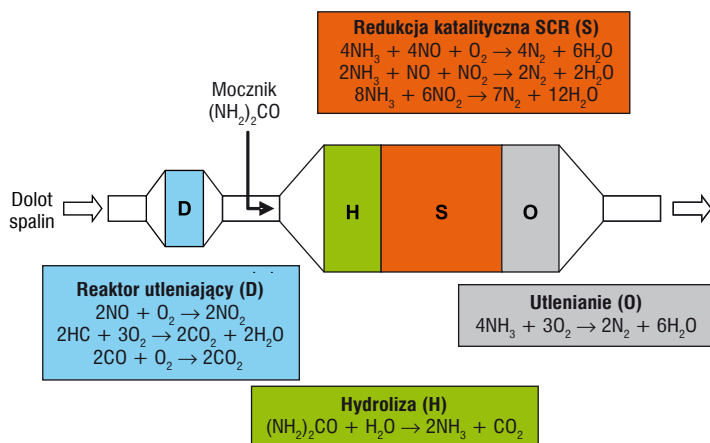 Redukcja katalityczna SCR (S)
4NH₃ + 4NO + O₂ → 4N₂ + 6H₂O
2NH₃ + NO + NO₂ → 2N₂ + 2H₂O
8NH₃ + 6NO₂ → 7N₂ + 12H₂O
Mocznik
(NH₂)₂CO
Dolot
spalin
D
H
S
O
Reaktor utleniający (D)
2NO + O₂ → 2NO₂
2HC + 3O₂ → 2CO₂ + 2H₂O
2CO + O₂ → 2CO₂
Utlenianie (O)
4NH₃ + 3O₂ → 2N₂ + 6H₂O
Hydroliza (H)
(NH₂)₂CO + H₂O → 2NH₃ + CO₂